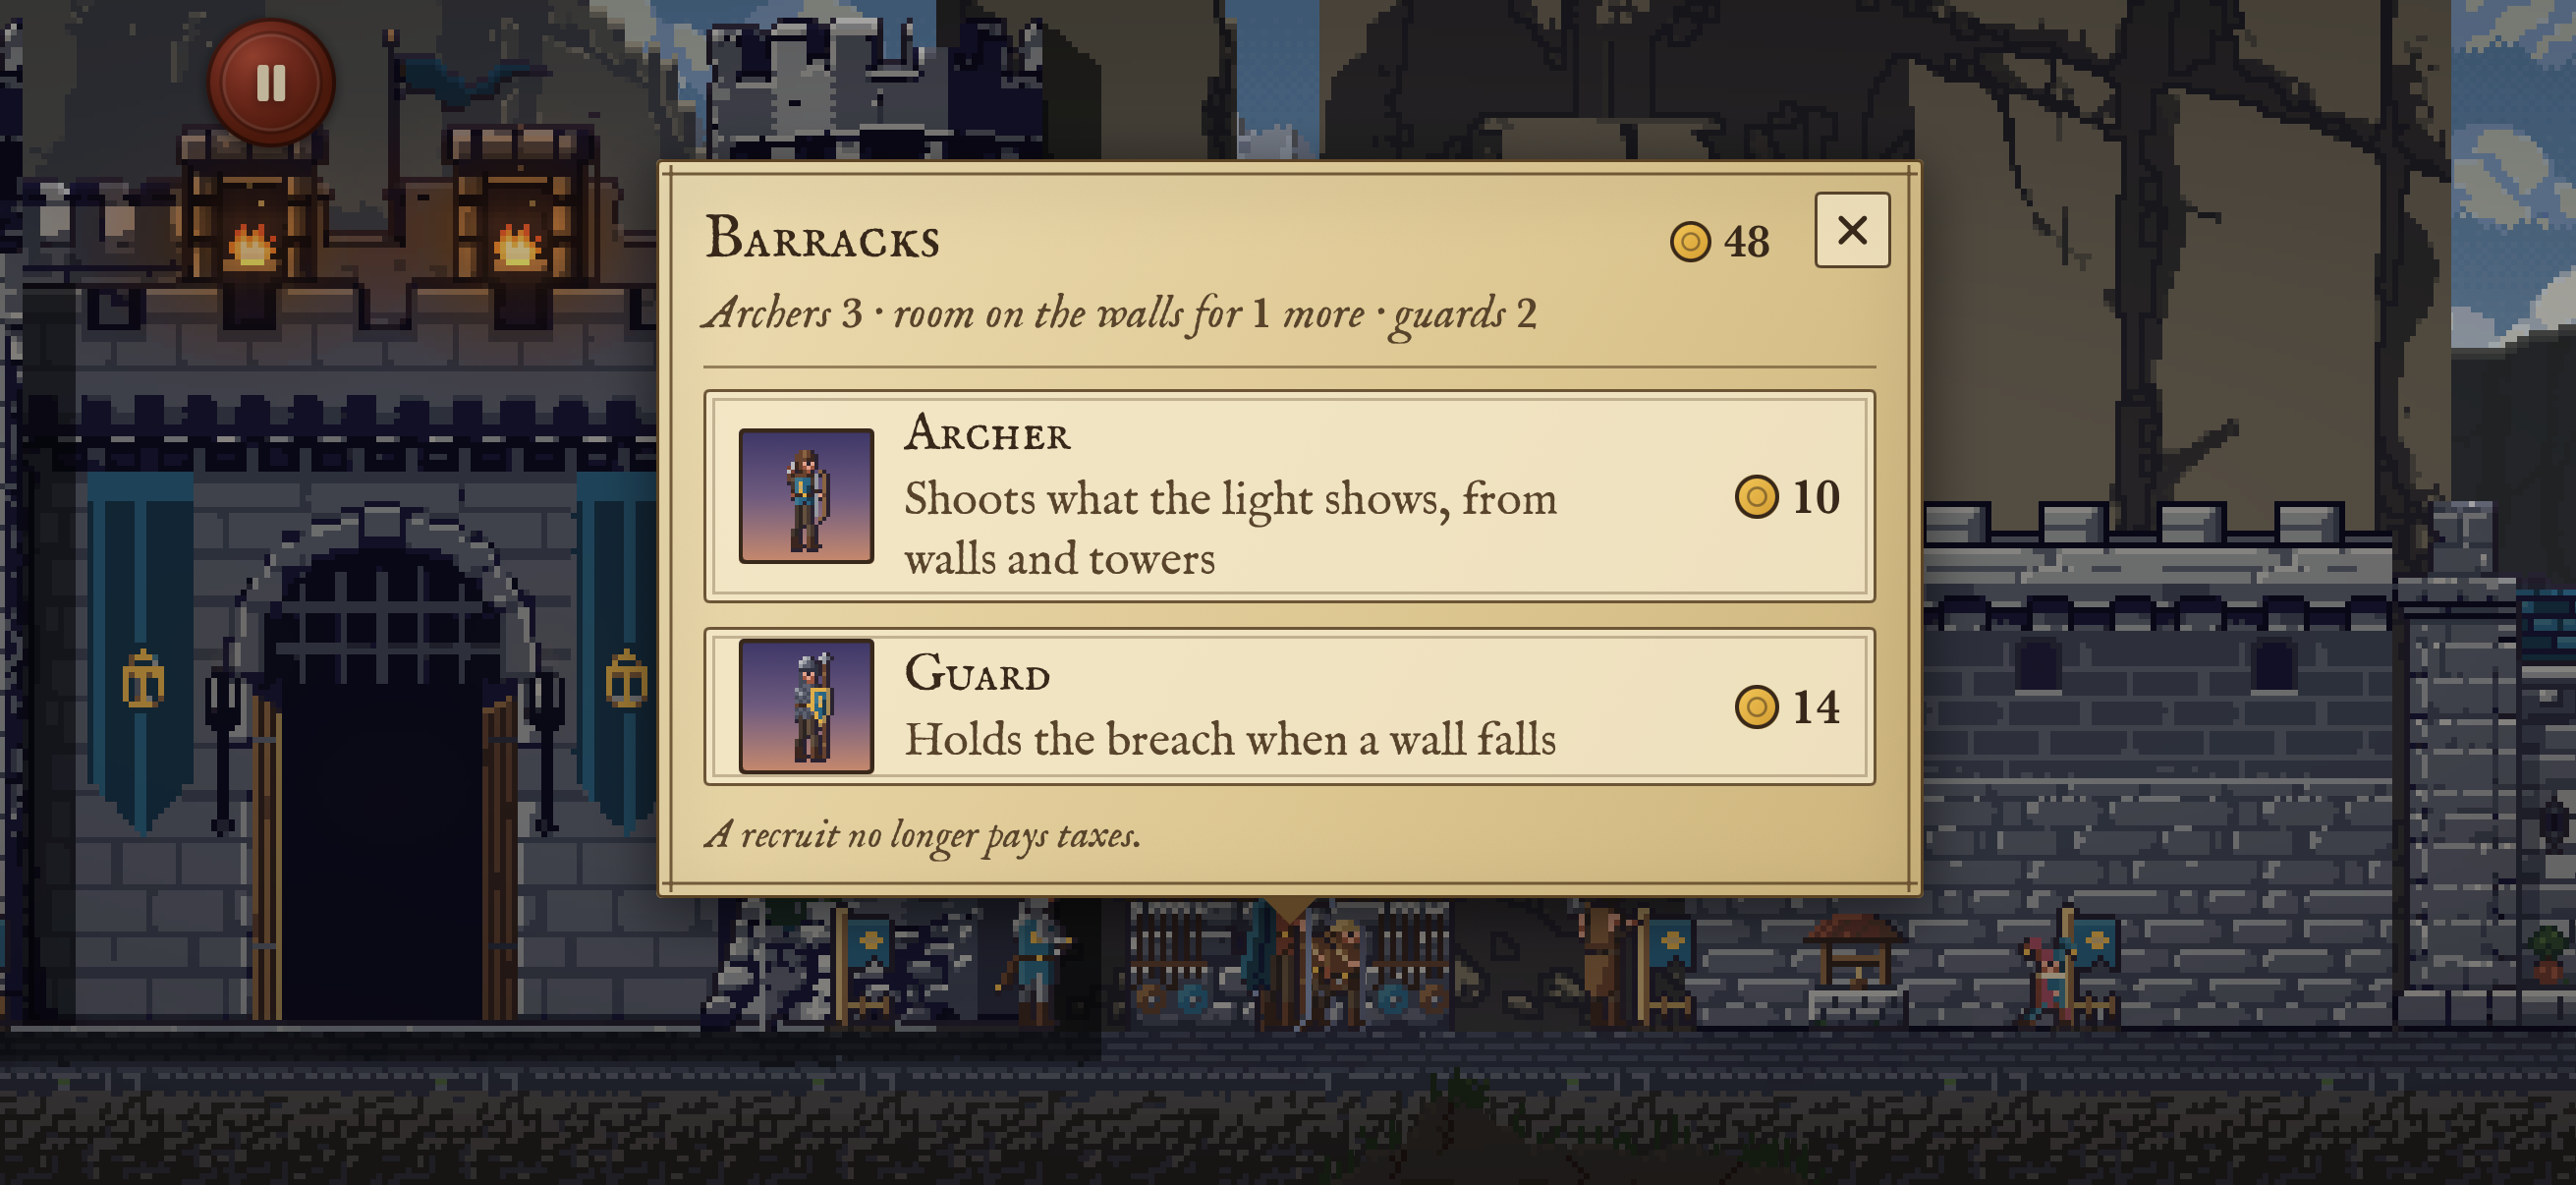 Barracks
48
Archers 3 · room on the walls for 1 more · guards 2
Archer
Shoots what the light shows, from
walls and towers
10
Guard
Holds the breach when a wall falls
14
A recruit no longer pays taxes.